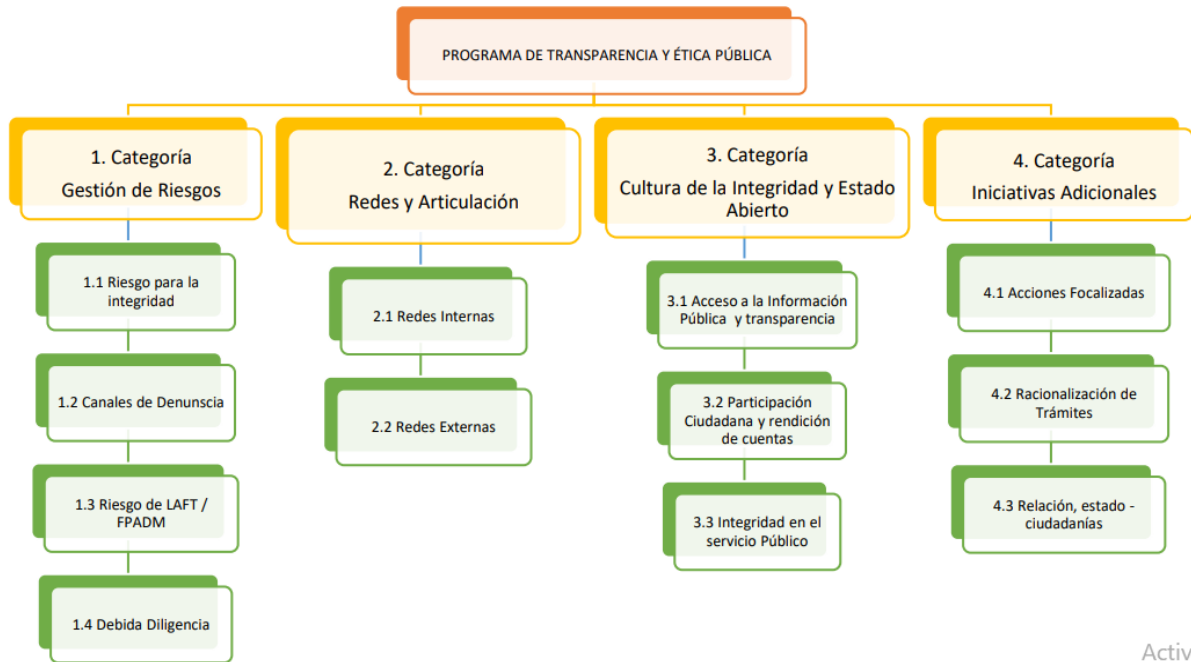 PROGRAMA DE TRANSPARENCIA Y ÉTICA PÚBLICA
1. Categoría
Gestión de Riesgos
1.1 Riesgo para la
integridad
1.2 Canales de Denunscia
1.3 Riesgo de LAFT /
FPADM
1.4 Debida Diligencia
2. Categoría
Redes y Articulación
2.1 Redes Internas
2.2 Redes Externas
3. Categoría
Cultura de la Integridad y Estado
Abierto
3.1 Acceso a la Información
Pública y transparencia
3.2 Participación
Ciudadana y rendición
de cuentas
3.3 Integridad en el
servicio Público
4. Categoría
Iniciativas Adicionales
4.1 Acciones Focalizadas
4.2 Racionalización de
Trámites
4.3 Relación, estado -
ciudadanías
Activ